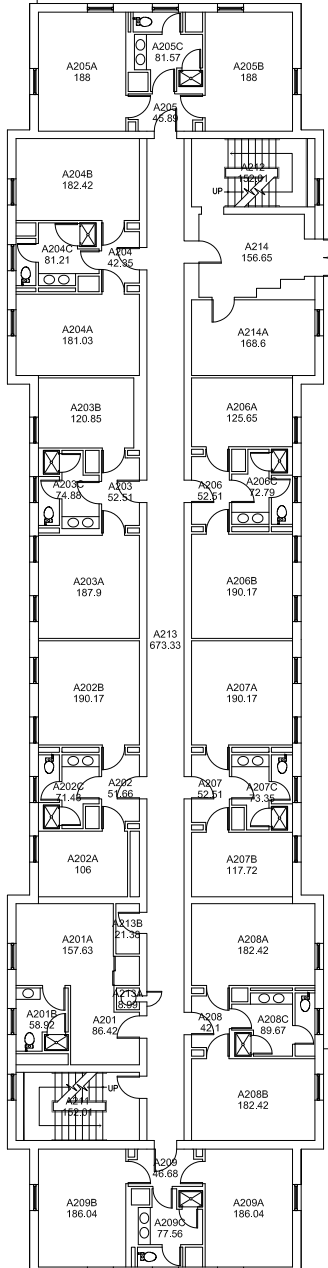 A205A
188
A205C
81.57
A205B
188
A205
45.89
A204B
182.42
A212
152.01
UP
A204C
81.21
A204
42.35
A214
156.65
A204A
181.03
A214A
168.6
A203B
120.85
A206A
125.65
A203C
74.88
A203
52.51
A206
52.51
A206C
72.79
A203A
187.9
A206B
190.17
A213
673.33
A202B
190.17
A207A
190.17
A202C
71.48
A202
51.66
A207
52.51
A207C
73.35
A202A
106
A207B
117.72
A201A
157.63
A213B
21.38
A208A
182.42
A213A
8.99
A201B
58.92
A201
86.42
A208
42.1
A208C
89.67
UP
A211
152.01
A208B
182.42
A209
46.68
A209B
186.04
A209C
77.56
A209A
186.04